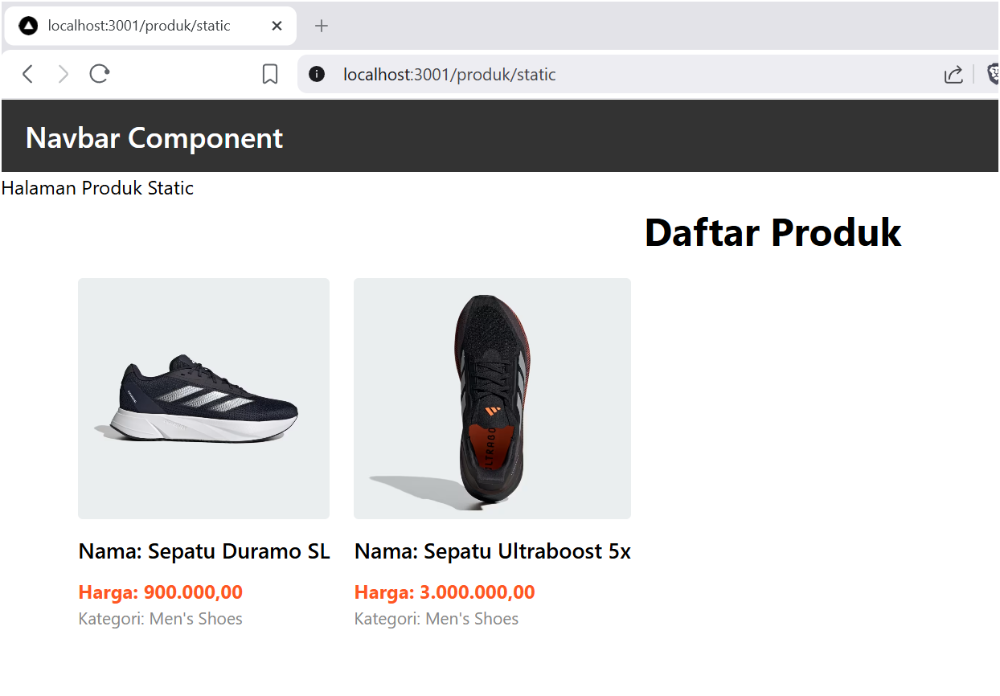 localhost:3001/produk/static
localhost:3001/produk/static
Navbar Component
Halaman Produk Static
Daftar Produk
Nama: Sepatu Duramo SL
Harga: 900.000,00
Kategori: Men's Shoes
Nama: Sepatu Ultraboost 5x
Harga: 3.000.000,00
Kategori: Men's Shoes